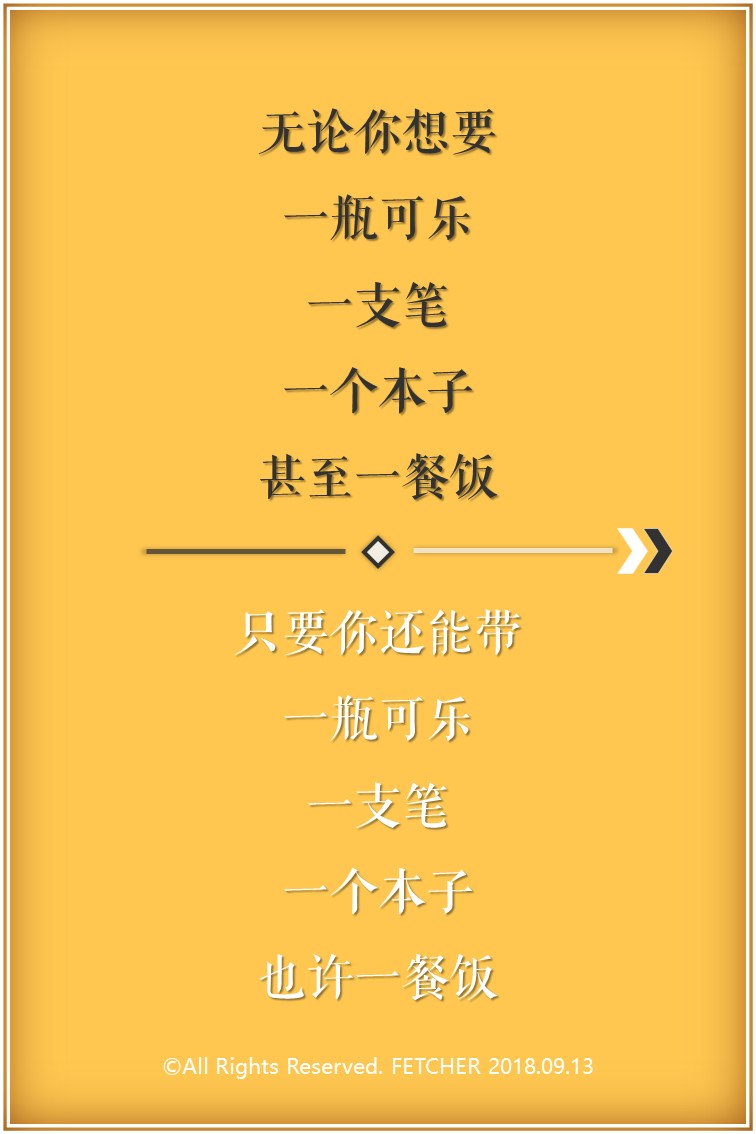 无论你想要
一瓶可乐
一支笔
一个本子
甚至一餐饭
只要你还能带
一瓶可乐
一支笔
一个本子
也许一餐饭
©All Rights Reserved. FETCHER 2018.09.13